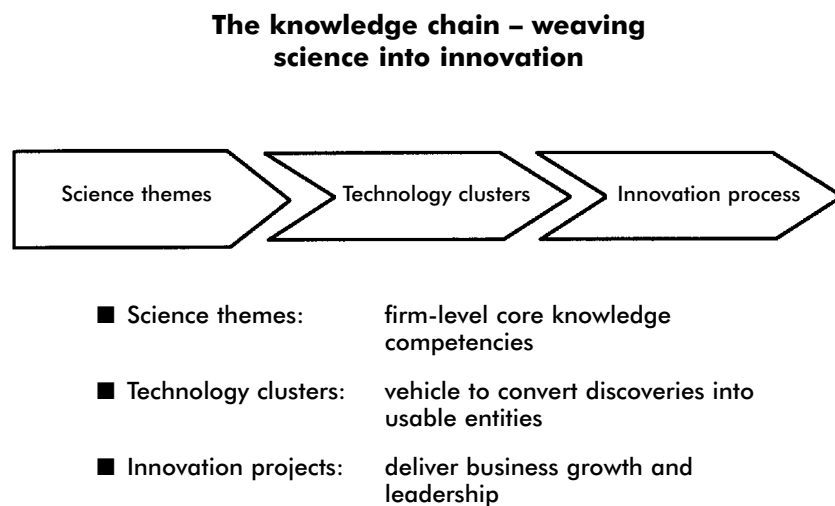 The knowledge chain – weaving
science into innovation
Science themes
Technology clusters
Innovation process
■ Science themes: firm-level core knowledge
competencies
■ Technology clusters: vehicle to convert discoveries into
usable entities
■ Innovation projects: deliver business growth and
leadership